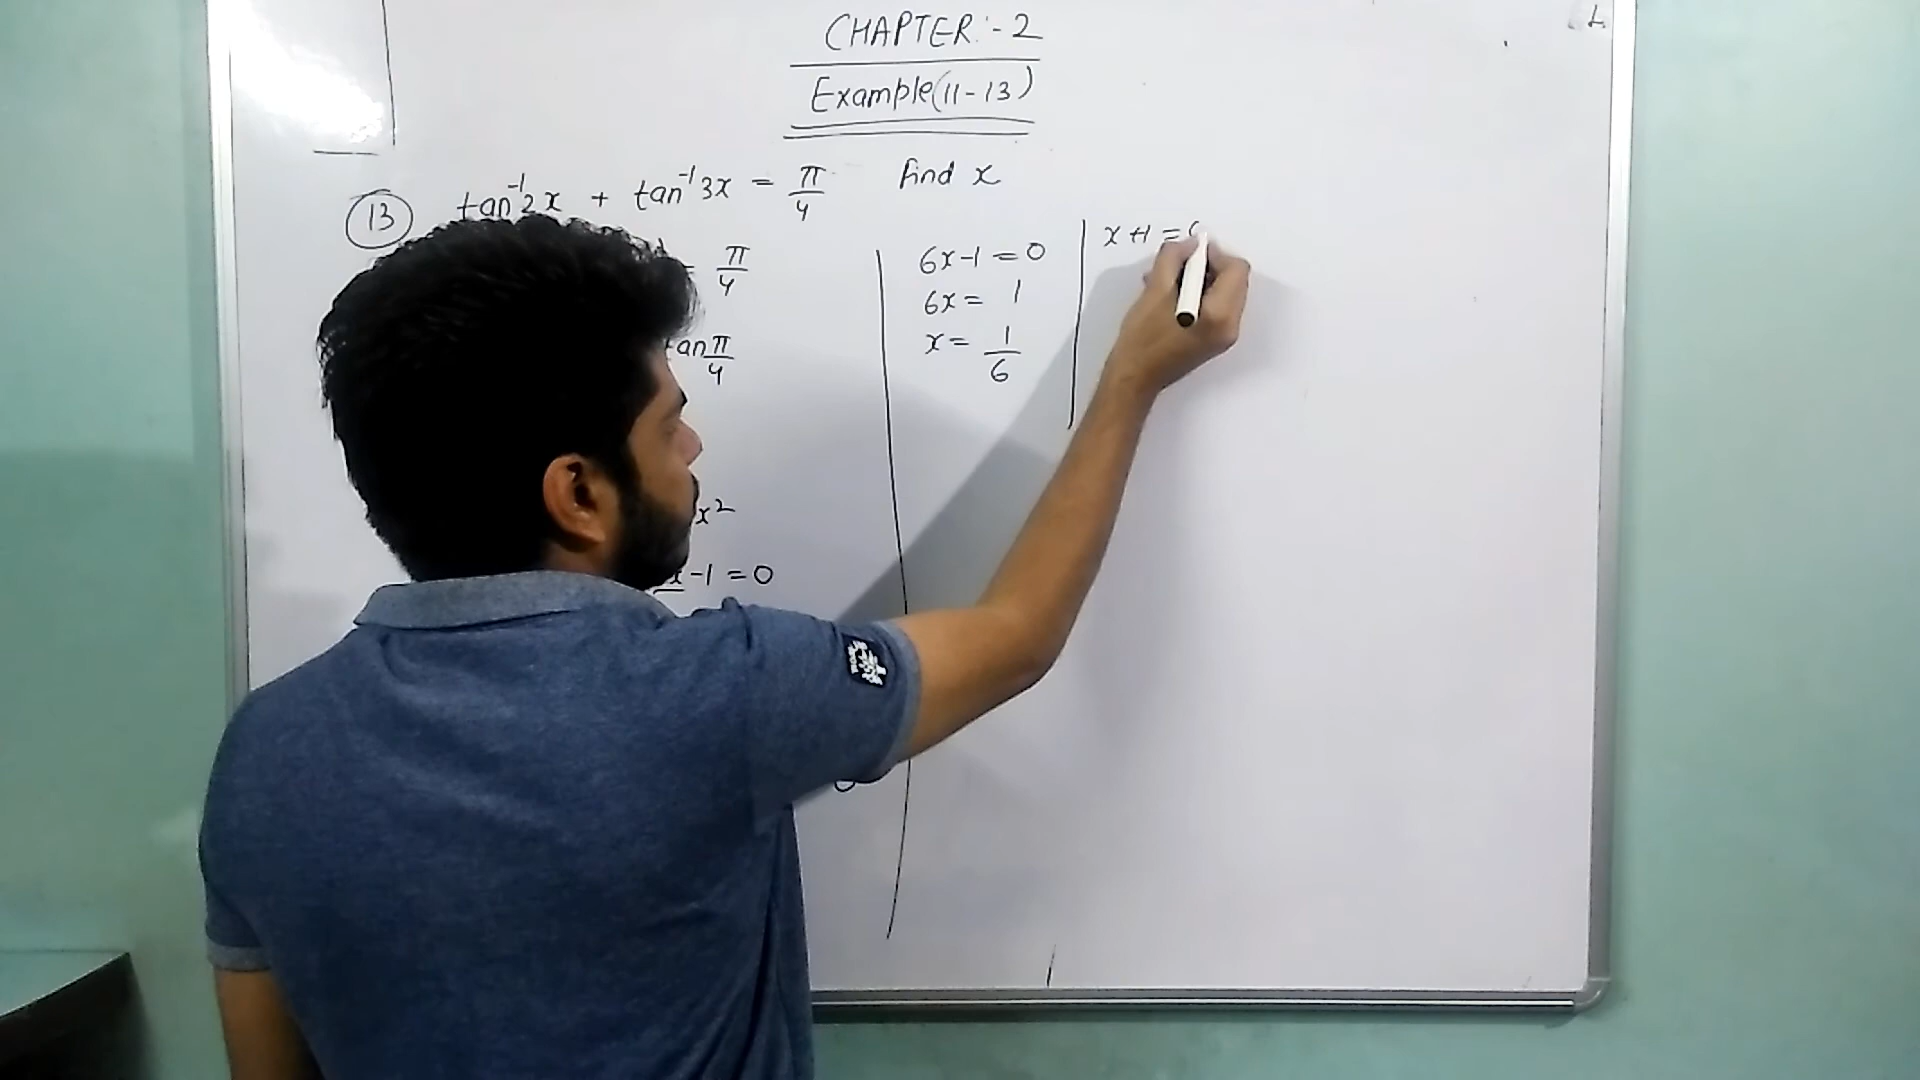 CHAPTER:-2
Example(11-13)
13 tan⁻¹2x + tan⁻¹3x = π/4 find x
= π/4
tan π/4
x²
x-1=0
6x-1=0
6x= 1
x= 1/6
x+1=